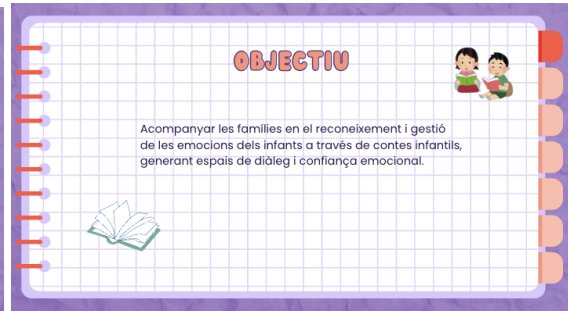 OBJECTIU
Acompanyar les famílies en el reconeixement i gestió
de les emocions dels infants a través de contes infantils,
generant espais de diàleg i confiança emocional.